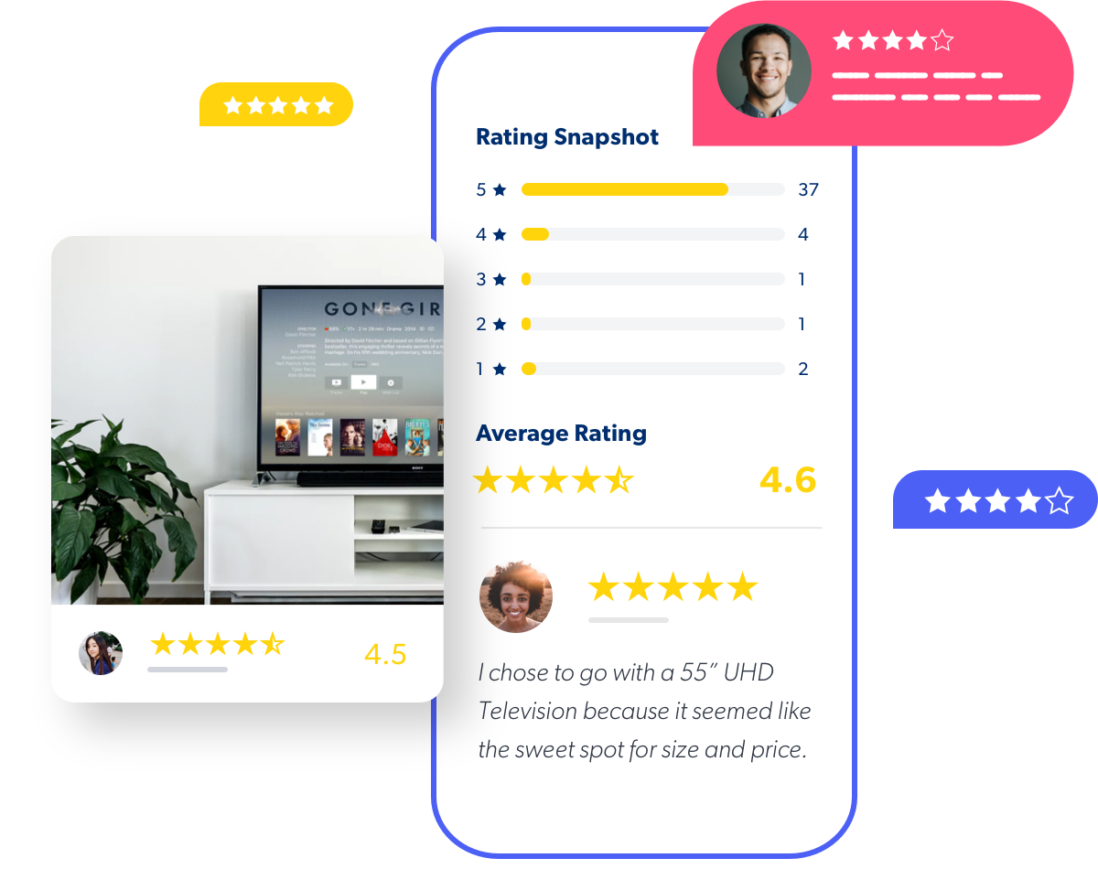 Rating Snapshot
5 37
4 4
3 1
2 1
1 2
GONE GIR
Average Rating
4.6
4.5
SONY
I chose to go with a 55” UHD
Television because it seemed like
the sweet spot for size and price.